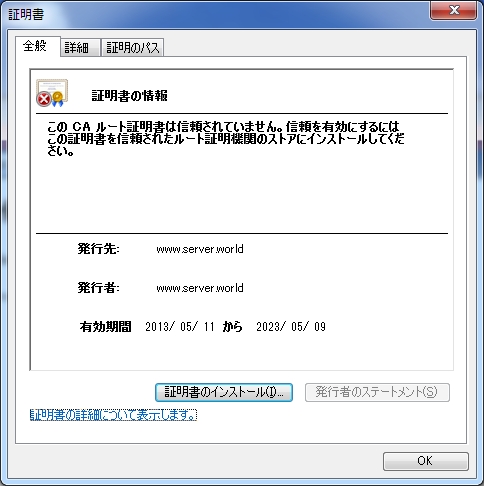 証明書
全般 詳細 証明のパス
証明書の情報
この CA ルート証明書は信頼されていません。信頼を有効にするには
この証明書を信頼されたルート証明機関のストアにインストールしてくだ
さい。
発行先: www.server.world
発行者: www.server.world
有効期間 2013/ 05/ 11 から 2023/ 05/ 09
証明書のインストール(I)... 発行者のステートメント(S)
証明書の詳細について表示します。
OK